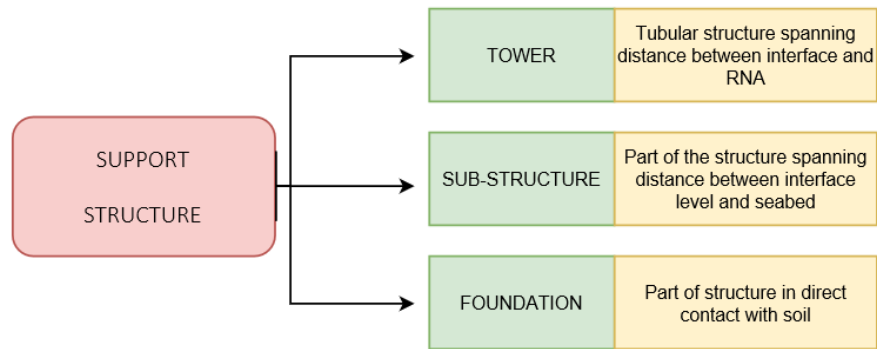 SUPPORT
STRUCTURE
TOWER
Tubular structure spanning
distance between interface and
RNA
SUB-STRUCTURE
Part of the structure spanning
distance between interface
level and seabed
FOUNDATION
Part of structure in direct
contact with soil